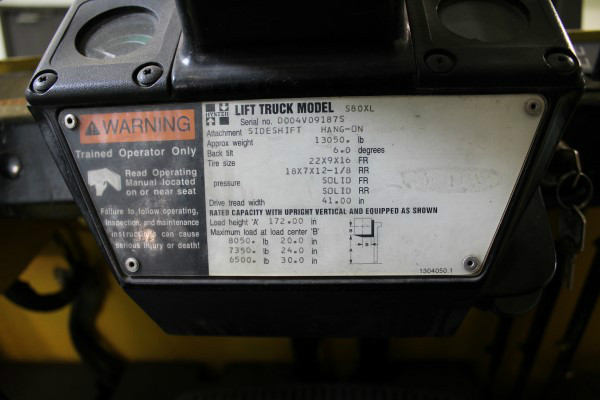 WARNING
Trained Operator Only
Read Operating
Manual located
on or near seat
Failure to follow operating,
inspection, and maintenance
instructions can cause
serious injury or death!
HYSTER
LIFT TRUCK MODEL S80XL
Serial no. D004V09187S
Attachment SIDESHIFT HANG-ON
Approx weight 13050. lb
Back tilt 6.0 degrees
Tire size 22X9X16 FR
18X7X12-1/8 RR
pressure SOLID FR
SOLID RR
Drive tread width 41.00 in
RATED CAPACITY WITH UPRIGHT VERTICAL AND EQUIPPED AS SHOWN
Load height 'A' 172.00 in
Maximum load at load center 'B'
8050. lb 20.0 in
7350. lb 24.0 in
6500. lb 30.0 in
1304050.1